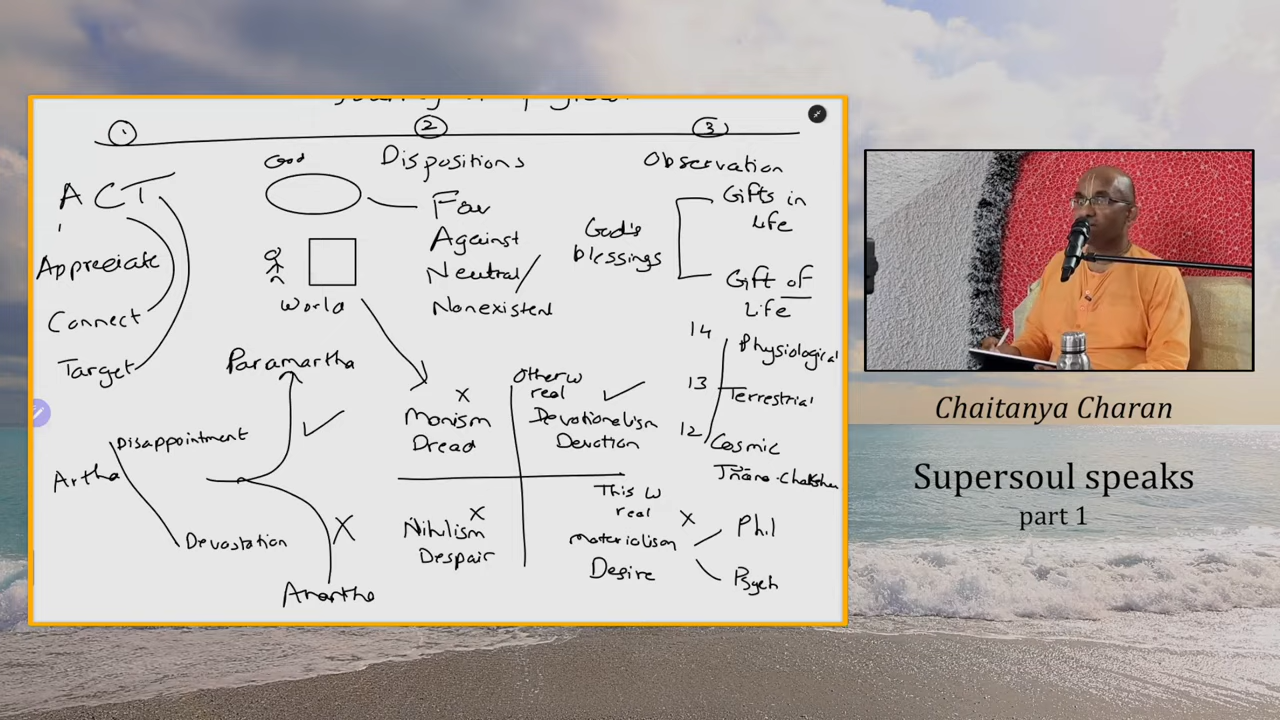 1
2
3
ACT
Appreciate
Connect
Target
God
World
Dispositions
For
Against
Neutral/
Nonexistent
Observation
God's
blessings
Gifts in
Life
Gift of
Life
14
Physiological
13
Terrestrial
12
Cosmic
Jñāna-Chakshu
Paramartha
Artha
Disappointment
Devastation
Anartha
X
X
Monism
Dread
Other w
real
Devotionalism
Devotion
X
Nihilism
Despair
This w
real
X
materialism
Desire
Phil
Psych
Chaitanya Charan
Supersoul speaks
part 1